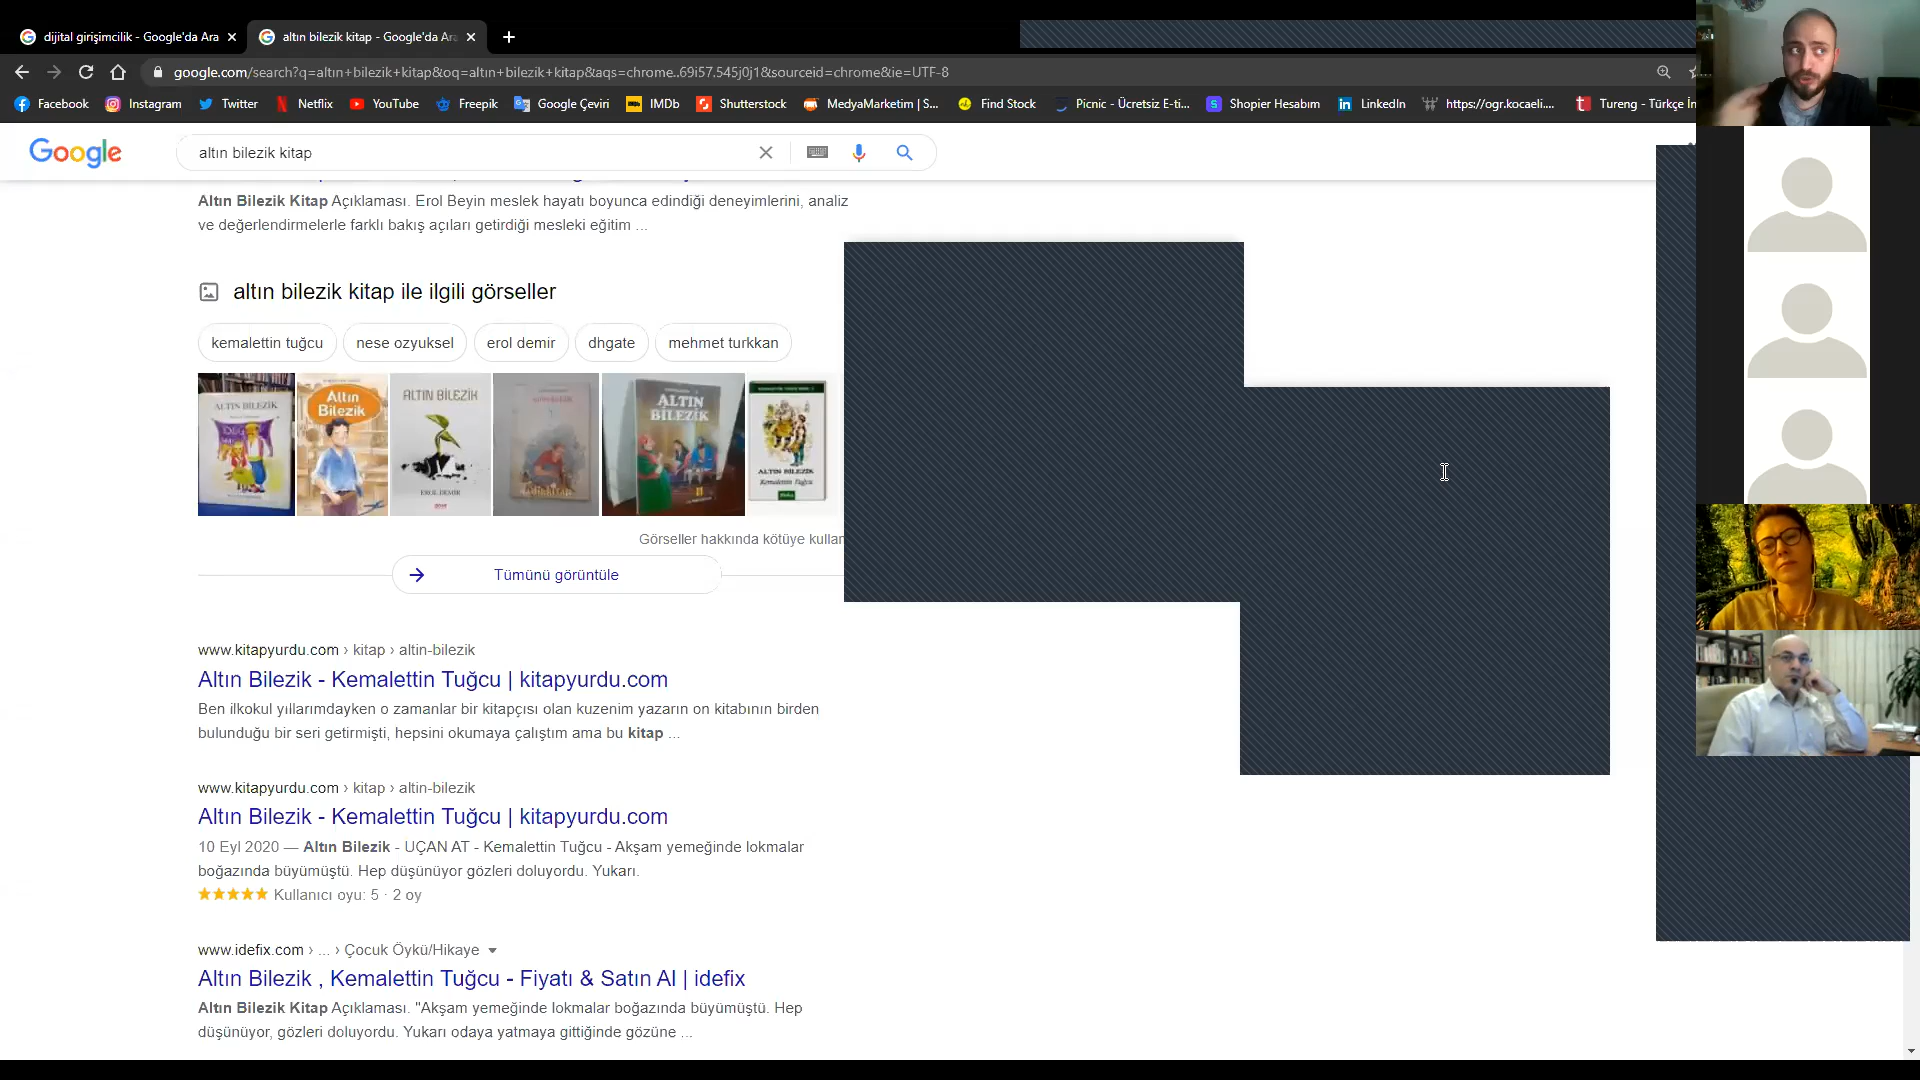 dijital girişimcilik - Google'da Ara
altın bilezik kitap - Google'da Ara
google.com/search?q=altın+bilezik+kitap&oq=altın+bilezik+kitap&aqs=chrome..69i57.545j0j1&sourceid=chrome&ie=UTF-8
Facebook
Instagram
Twitter
Netflix
YouTube
Freepik
Google Çeviri
IMDb
Shutterstock
MedyaMarketim | S...
Find Stock
Picnic - Ücretsiz E-ti...
Shopier Hesabım
LinkedIn
https://ogr.kocaeli....
Tureng - Türkçe İn
Google
altın bilezik kitap
Altın Bilezik Kitap Açıklaması. Erol Beyin meslek hayatı boyunca edindiği deneyimlerini, analiz
ve değerlendirmelerle farklı bakış açıları getirdiği mesleki eğitim ...
altın bilezik kitap ile ilgili görseller
kemalettin tuğcu
nese ozyuksel
erol demir
dhgate
mehmet turkkan
ALTIN BİLEZİK
Altın
Bilezik
ALTIN BİLEZİK
EROL DEMİR
ALTIN
BİLEZİK
ALTIN BİLEZİK
Kemalettin Tuğcu
Görseller hakkında kötüye kullan
Tümünü görüntüle
www.kitapyurdu.com › kitap › altin-bilezik
Altın Bilezik - Kemalettin Tuğcu | kitapyurdu.com
Ben ilkokul yıllarımdayken o zamanlar bir kitapçısı olan kuzenim yazarın on kitabının birden
bulunduğu bir seri getirmişti, hepsini okumaya çalıştım ama bu kitap ...
www.kitapyurdu.com › kitap › altin-bilezik
Altın Bilezik - Kemalettin Tuğcu | kitapyurdu.com
10 Eyl 2020 — Altın Bilezik - UÇAN AT - Kemalettin Tuğcu - Akşam yemeğinde lokmalar
boğazında büyümüştü. Hep düşünüyor gözleri doluyordu. Yukarı.
Kullanıcı oyu: 5 · 2 oy
www.idefix.com › ... › Çocuk Öykü/Hikaye
Altın Bilezik , Kemalettin Tuğcu - Fiyatı & Satın Al | idefix
Altın Bilezik Kitap Açıklaması. "Akşam yemeğinde lokmalar boğazında büyümüştü. Hep
düşünüyor, gözleri doluyordu. Yukarı odaya yatmaya gittiğinde gözüne ...